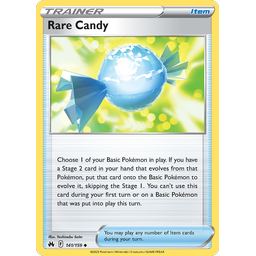 TRAINER
Item
Rare Candy
Illus. Yoshinobu Saito
Choose 1 of your Basic Pokémon in play. If you have a
Stage 2 card in your hand that evolves from that
Pokémon, put that card onto the Basic Pokémon to
evolve it, skipping the Stage 1. You can't use this
card during your first turn or on a Basic Pokémon
that was put into play this turn.
You may play any number of Item cards
during your turn.
141/159